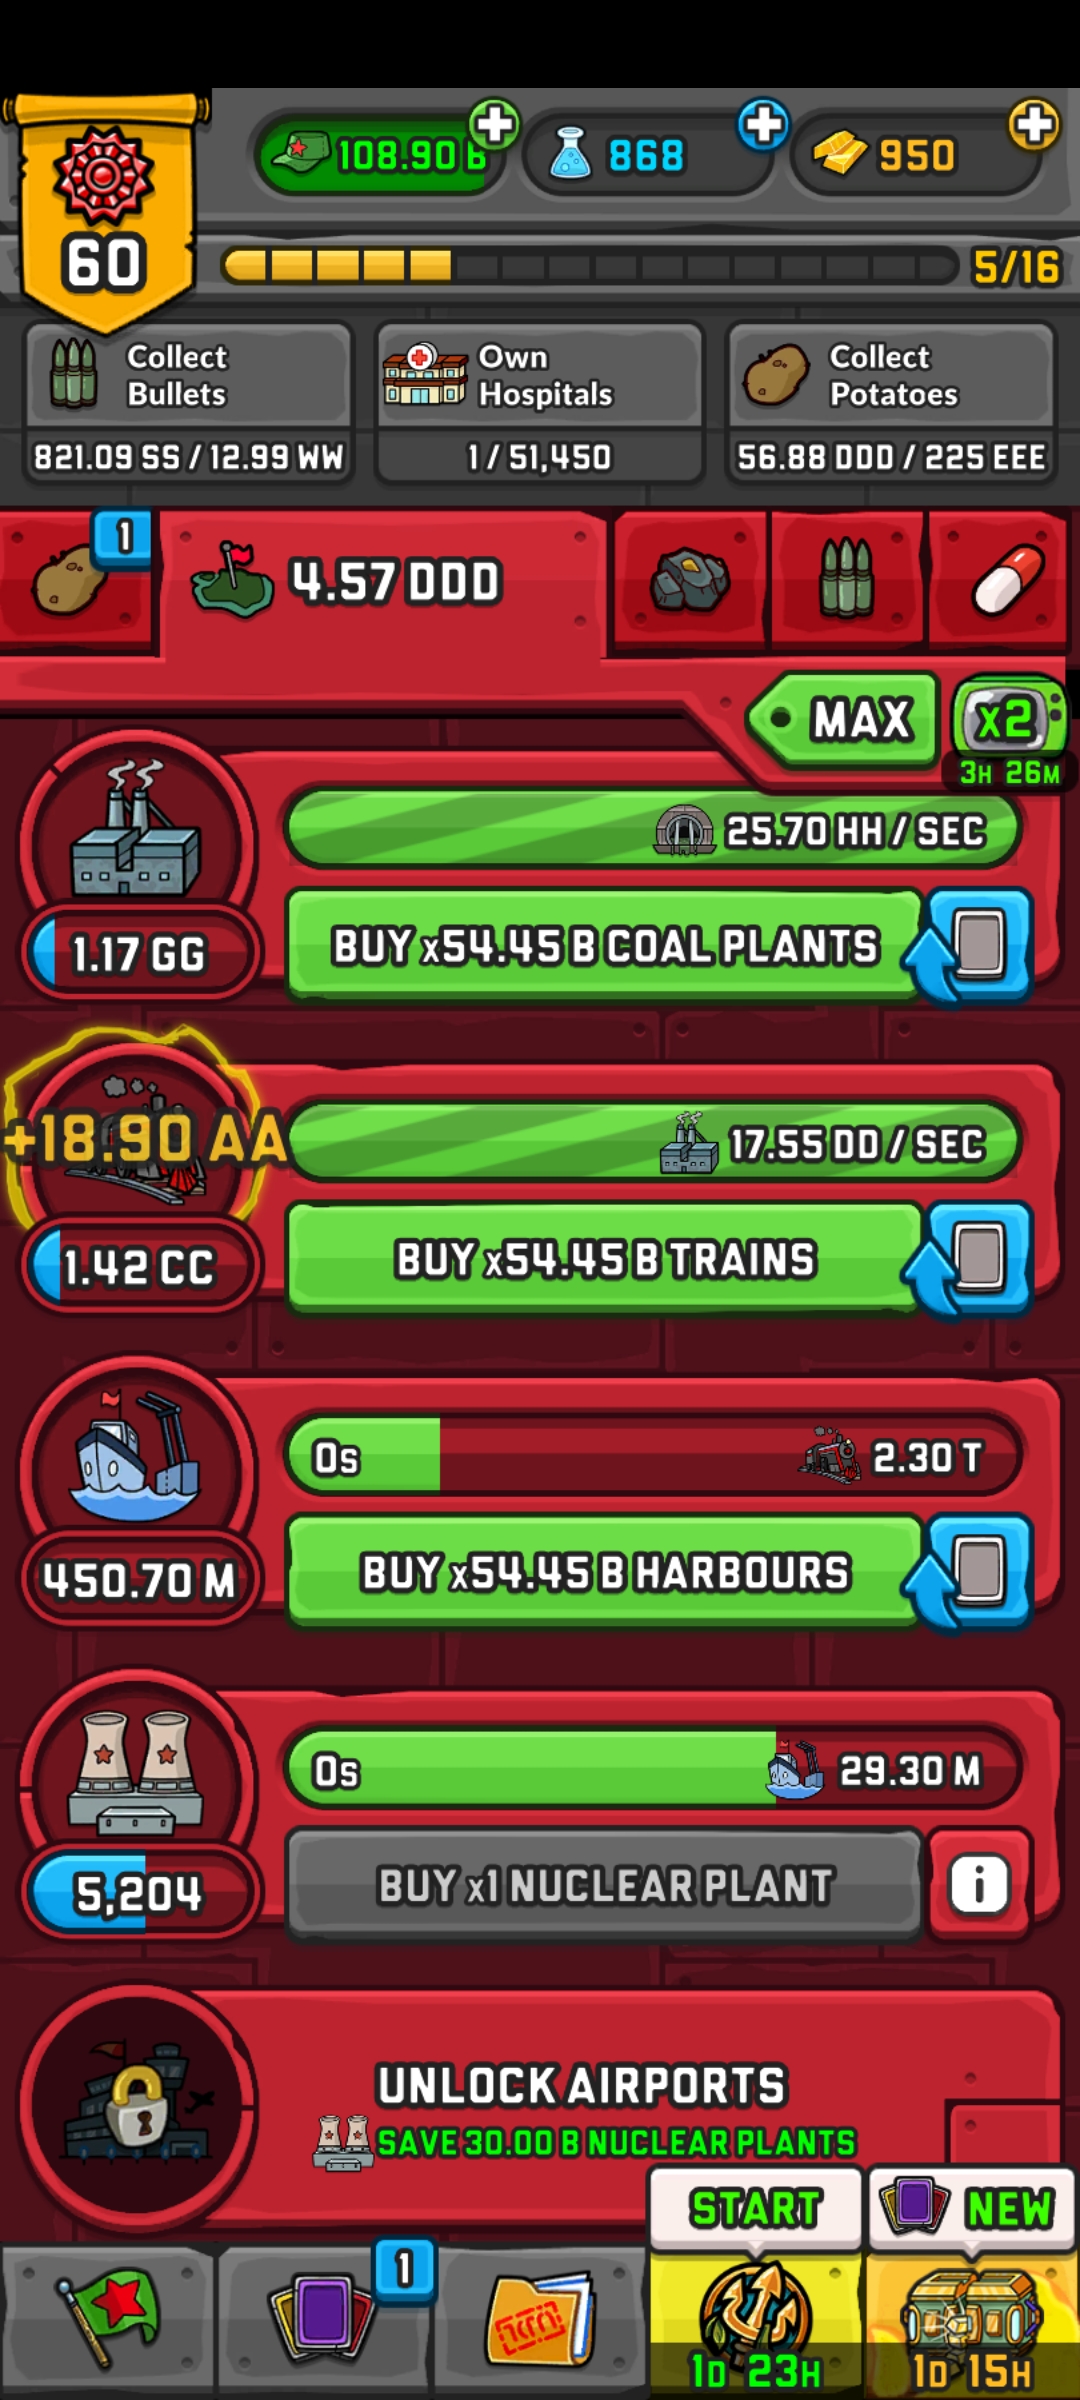 108.90 B
868
950
60
5/16
Collect
Bullets
821.09 SS / 12.99 WW
Own
Hospitals
1 / 51,450
Collect
Potatoes
56.88 DDD / 225 EEE
1
4.57 DDD
MAX
x2
3H 26M
25.70 HH / SEC
1.17 GG
BUY x54.45 B COAL PLANTS
+18.90 AA
17.55 DD / SEC
1.42 CC
BUY x54.45 B TRAINS
0s
2.30 T
450.70 M
BUY x54.45 B HARBOURS
0s
29.30 M
5,204
BUY x1 NUCLEAR PLANT
i
UNLOCK AIRPORTS
SAVE 30.00 B NUCLEAR PLANTS
START
NEW
1
1D 23H
1D 15H